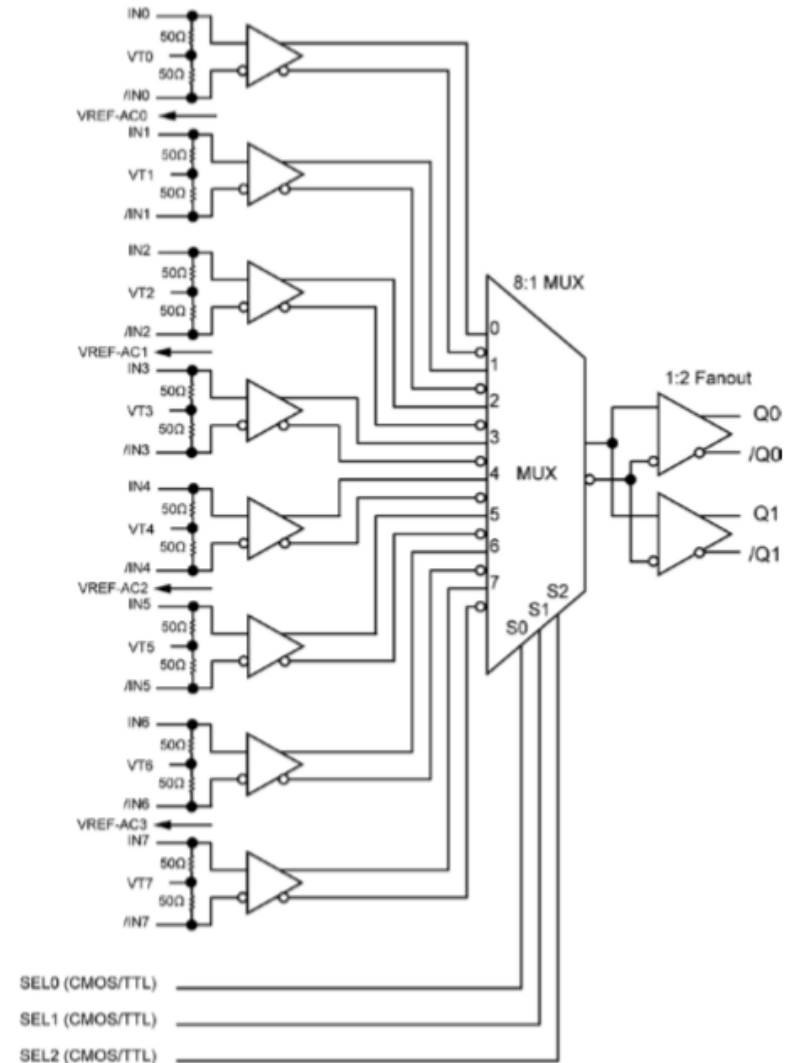 IN0
50Ω
VT0
50Ω
/IN0
VREF-AC0
IN1
50Ω
VT1
50Ω
/IN1
IN2
50Ω
VT2
50Ω
/IN2
VREF-AC1
IN3
50Ω
VT3
50Ω
/IN3
IN4
50Ω
VT4
50Ω
/IN4
VREF-AC2
IN5
50Ω
VT5
50Ω
/IN5
IN6
50Ω
VT6
50Ω
/IN6
VREF-AC3
IN7
50Ω
VT7
50Ω
/IN7
8:1 MUX
0
1
2
3
4
5
6
7
MUX
S0
S1
S2
1:2 Fanout
Q0
/Q0
Q1
/Q1
SEL0 (CMOS/TTL)
SEL1 (CMOS/TTL)
SEL2 (CMOS/TTL)